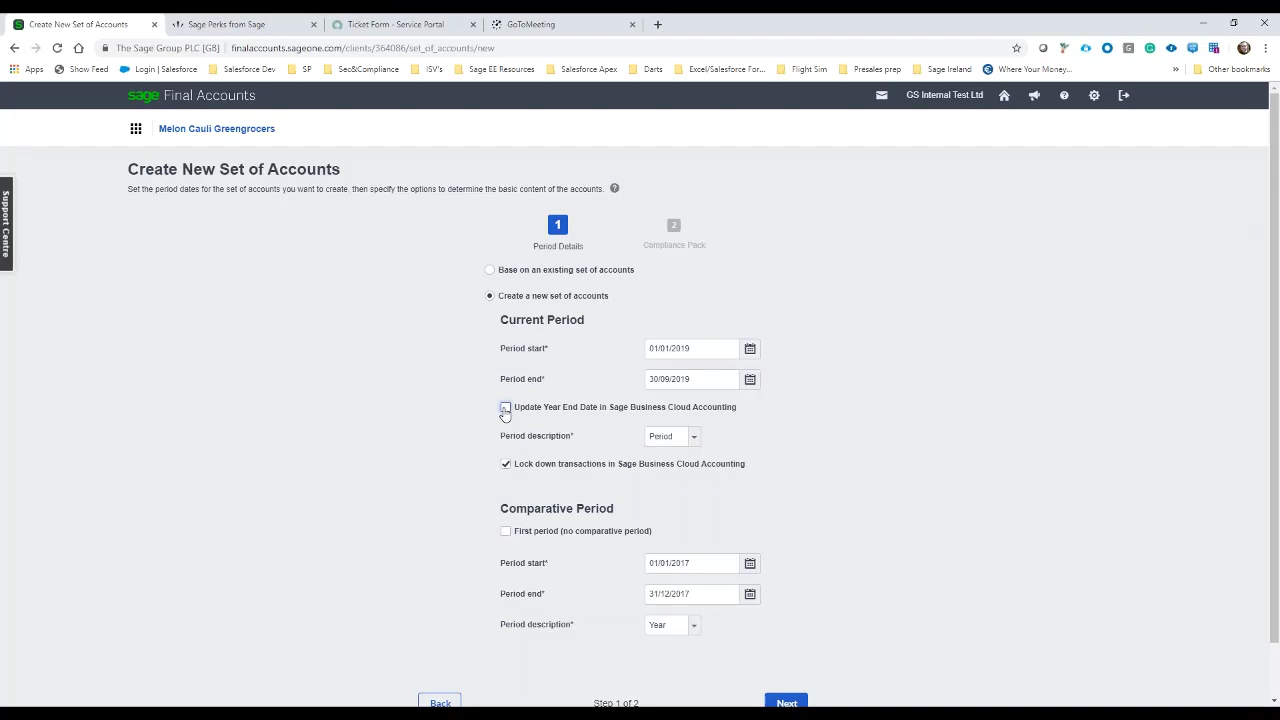 Create New Set of Accounts
Sage Perks from Sage
Ticket Form - Service Portal
GoToMeeting
The Sage Group PLC [GB] finalaccounts.sageone.com/clients/364086/set_of_accounts/new
Apps Show Feed Login | Salesforce Salesforce Dev SP Sec&Compliance ISV's Sage EE Resources Salesforce Apex Darts Excel/Salesforce For... Flight Sim Presales prep Sage Ireland Where Your Money... » Other bookmarks
sage Final Accounts
GS Internal Test Ltd
Melon Cauli Greengrocers
Support Centre
Create New Set of Accounts
Set the period dates for the set of accounts you want to create, then specify the options to determine the basic content of the accounts. ?
1 2
Period Details Compliance Pack
Base on an existing set of accounts
Create a new set of accounts
Current Period
Period start* 01/01/2019
Period end* 30/09/2019
Update Year End Date in Sage Business Cloud Accounting
Period description* Period
Lock down transactions in Sage Business Cloud Accounting
Comparative Period
First period (no comparative period)
Period start* 01/01/2017
Period end* 31/12/2017
Period description* Year
Back Step 1 of 2 Next